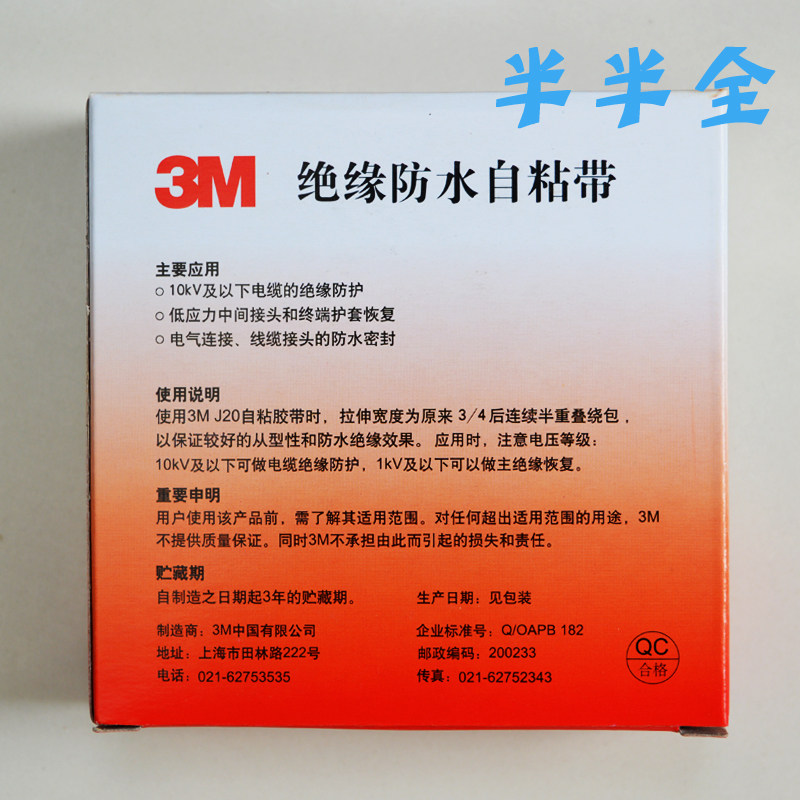 半半全
3M 绝缘防水自粘带
主要应用
○ 10kV及以下电缆的绝缘防护
○ 低应力中间接头和终端护套恢复
○ 电气连接、线缆接头的防水密封
使用说明
使用3M J20自粘胶带时，拉伸宽度为原来 3/4 后连续半重叠绕包，
以保证较好的从型性和防水绝缘效果。应用时，注意电压等级：
10kV及以下可做电缆绝缘防护，1kV及以下可以做主绝缘恢复。
重要申明
用户使用该产品前，需了解其适用范围。对任何超出适用范围的用途，3M
不提供质量保证。同时3M不承担由此而引起的损失和责任。
贮藏期
自制造之日期起3年的贮藏期。 生产日期：见包装
制造商：3M中国有限公司 企业标准号：Q/OAPB 182
地址：上海市田林路222号 邮政编码：200233
电话：021-62753535 传真：021-62752343
QC
合格